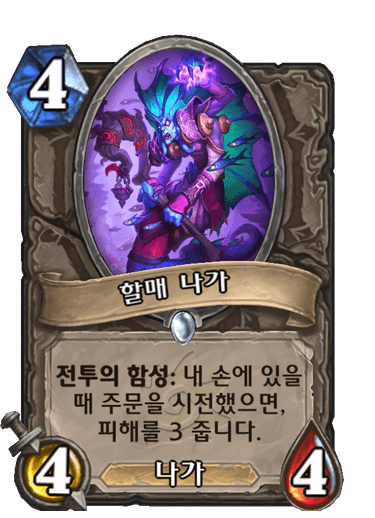 4
할매 나가
전투의 함성: 내 손에 있을
때 주문을 시전했으면,
피해를 3 줍니다.
4
나가
4